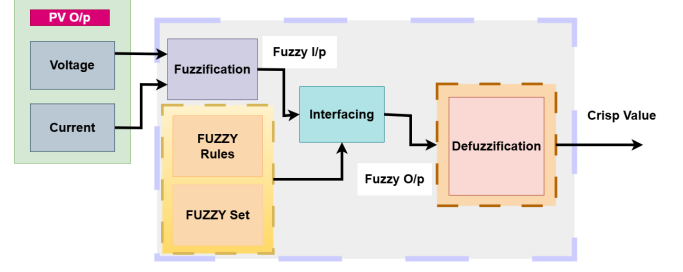 PV O/p
Voltage
Current
Fuzzification
Fuzzy I/p
FUZZY
Rules
FUZZY Set
Interfacing
Fuzzy O/p
Defuzzification
Crisp Value